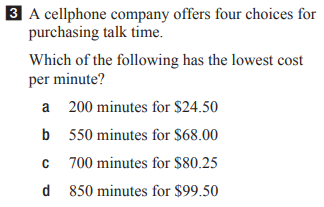 3 A cellphone company offers four choices for
purchasing talk time.
Which of the following has the lowest cost
per minute?
a 200 minutes for $24.50
b 550 minutes for $68.00
c 700 minutes for $80.25
d 850 minutes for $99.50